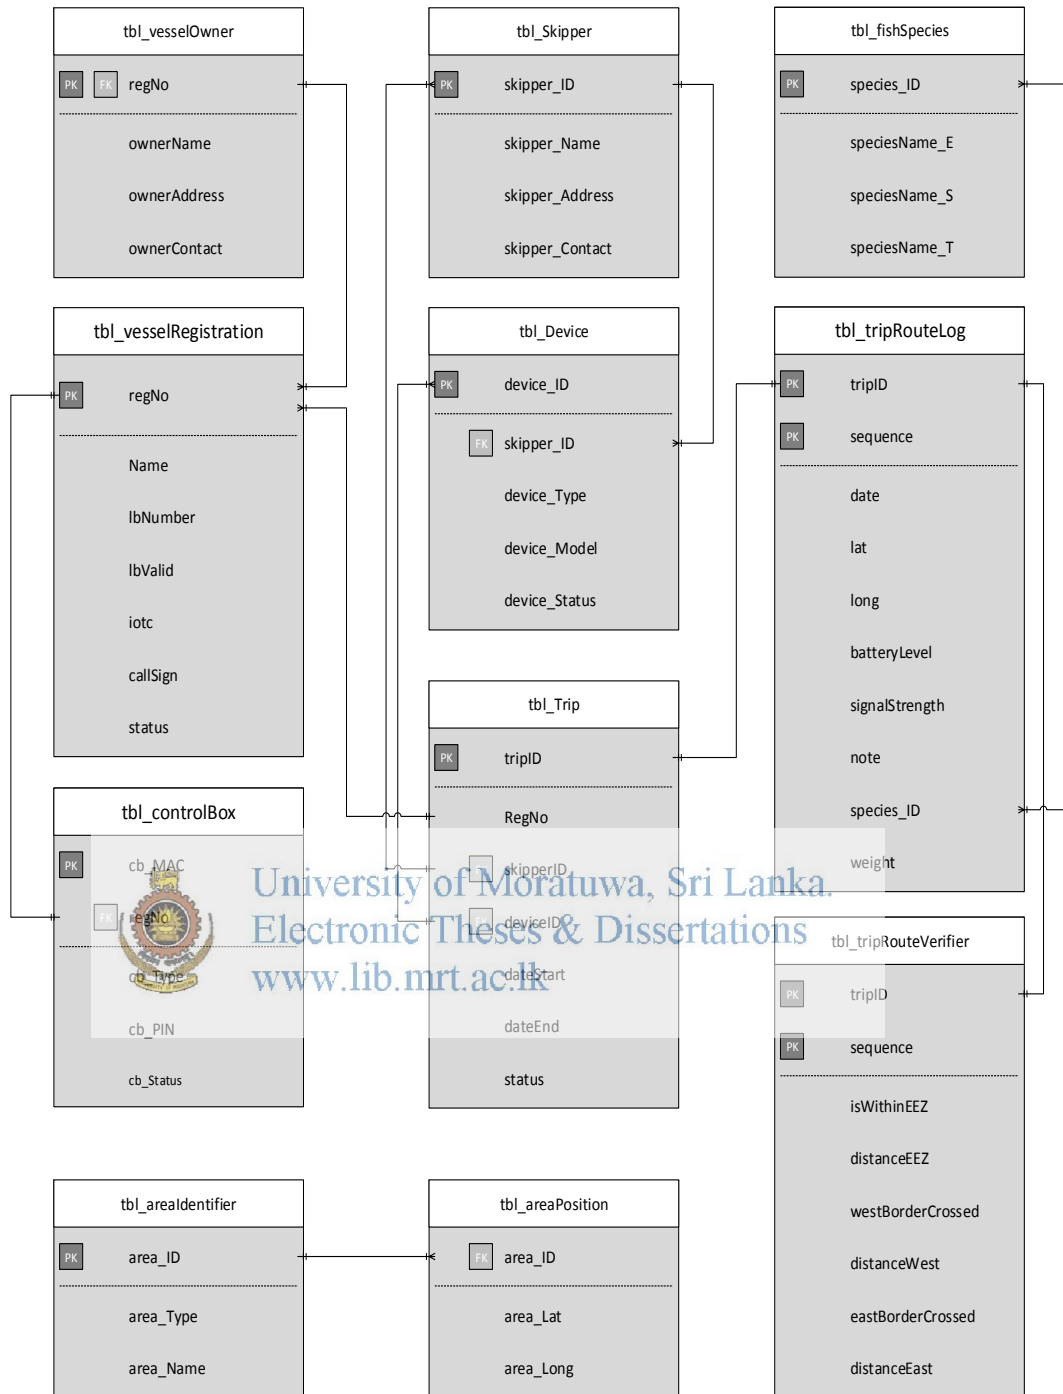 tbl_vesselOwner
PK FK regNo
ownerName
ownerAddress
ownerContact
tbl_Skipper
PK skipper_ID
skipper_Name
skipper_Address
skipper_Contact
tbl_fishSpecies
PK species_ID
speciesName_E
speciesName_S
speciesName_T
tbl_vesselRegistration
PK regNo
Name
lbNumber
lbValid
iotc
callSign
status
tbl_Device
PK device_ID
FK skipper_ID
device_Type
device_Model
device_Status
tbl_tripRouteLog
PK tripID
PK sequence
date
lat
long
batteryLevel
signalStrength
note
species_ID
weight
tbl_controlBox
PK cb_MAC
FK regNo
cb_Type
cb_PIN
cb_Status
tbl_Trip
PK tripID
RegNo
FK skipperID
FK deviceID
dateStart
dateEnd
status
University of Moratuwa, Sri Lanka.
Electronic Theses & Dissertations
www.lib.mrt.ac.lk
tbl_tripRouteVerifier
PK tripID
PK sequence
isWithinEEZ
distanceEEZ
westBorderCrossed
distanceWest
eastBorderCrossed
distanceEast
tbl_areaIdentifier
PK area_ID
area_Type
area_Name
tbl_areaPosition
FK area_ID
area_Lat
area_Long